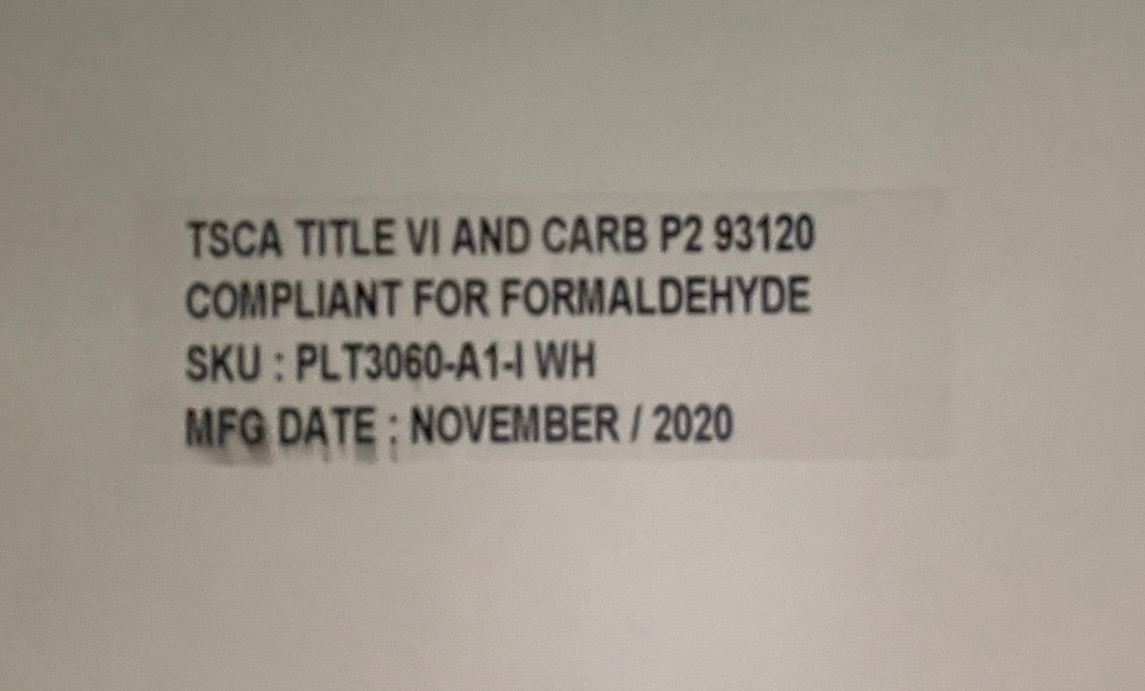 TSCA TITLE VI AND CARB P2 93120
COMPLIANT FOR FORMALDEHYDE
SKU : PLT3060-A1-I WH
MFG DATE : NOVEMBER / 2020